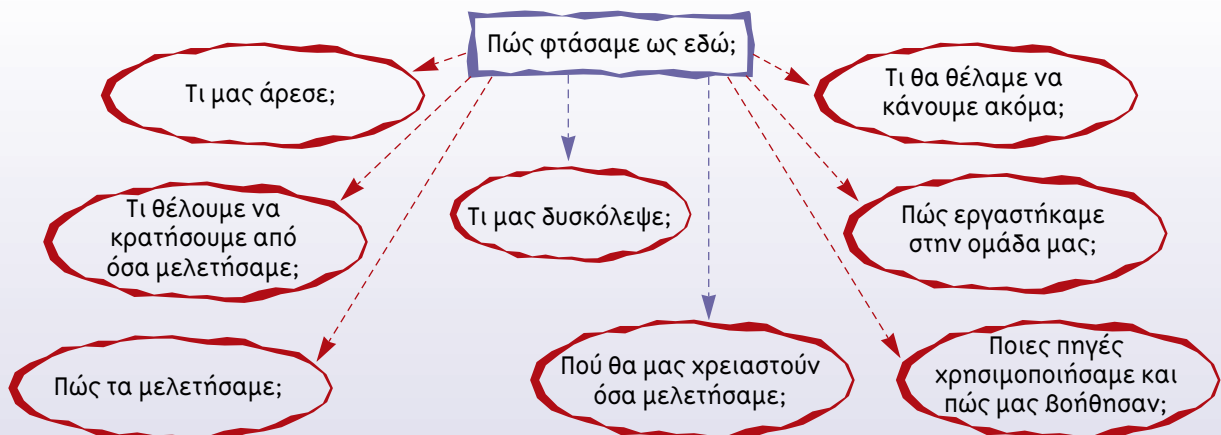 Πώς φτάσαμε ως εδώ;
Τι μας άρεσε;
Τι θα θέλαμε να
κάνουμε ακόμα;
Τι θέλουμε να
κρατήσουμε από
όσα μελετήσαμε;
Τι μας δυσκόλεψε;
Πώς εργαστήκαμε
στην ομάδα μας;
Πώς τα μελετήσαμε;
Πού θα μας χρειαστούν
όσα μελετήσαμε;
Ποιες πηγές
χρησιμοποιήσαμε και
πώς μας βοήθησαν;